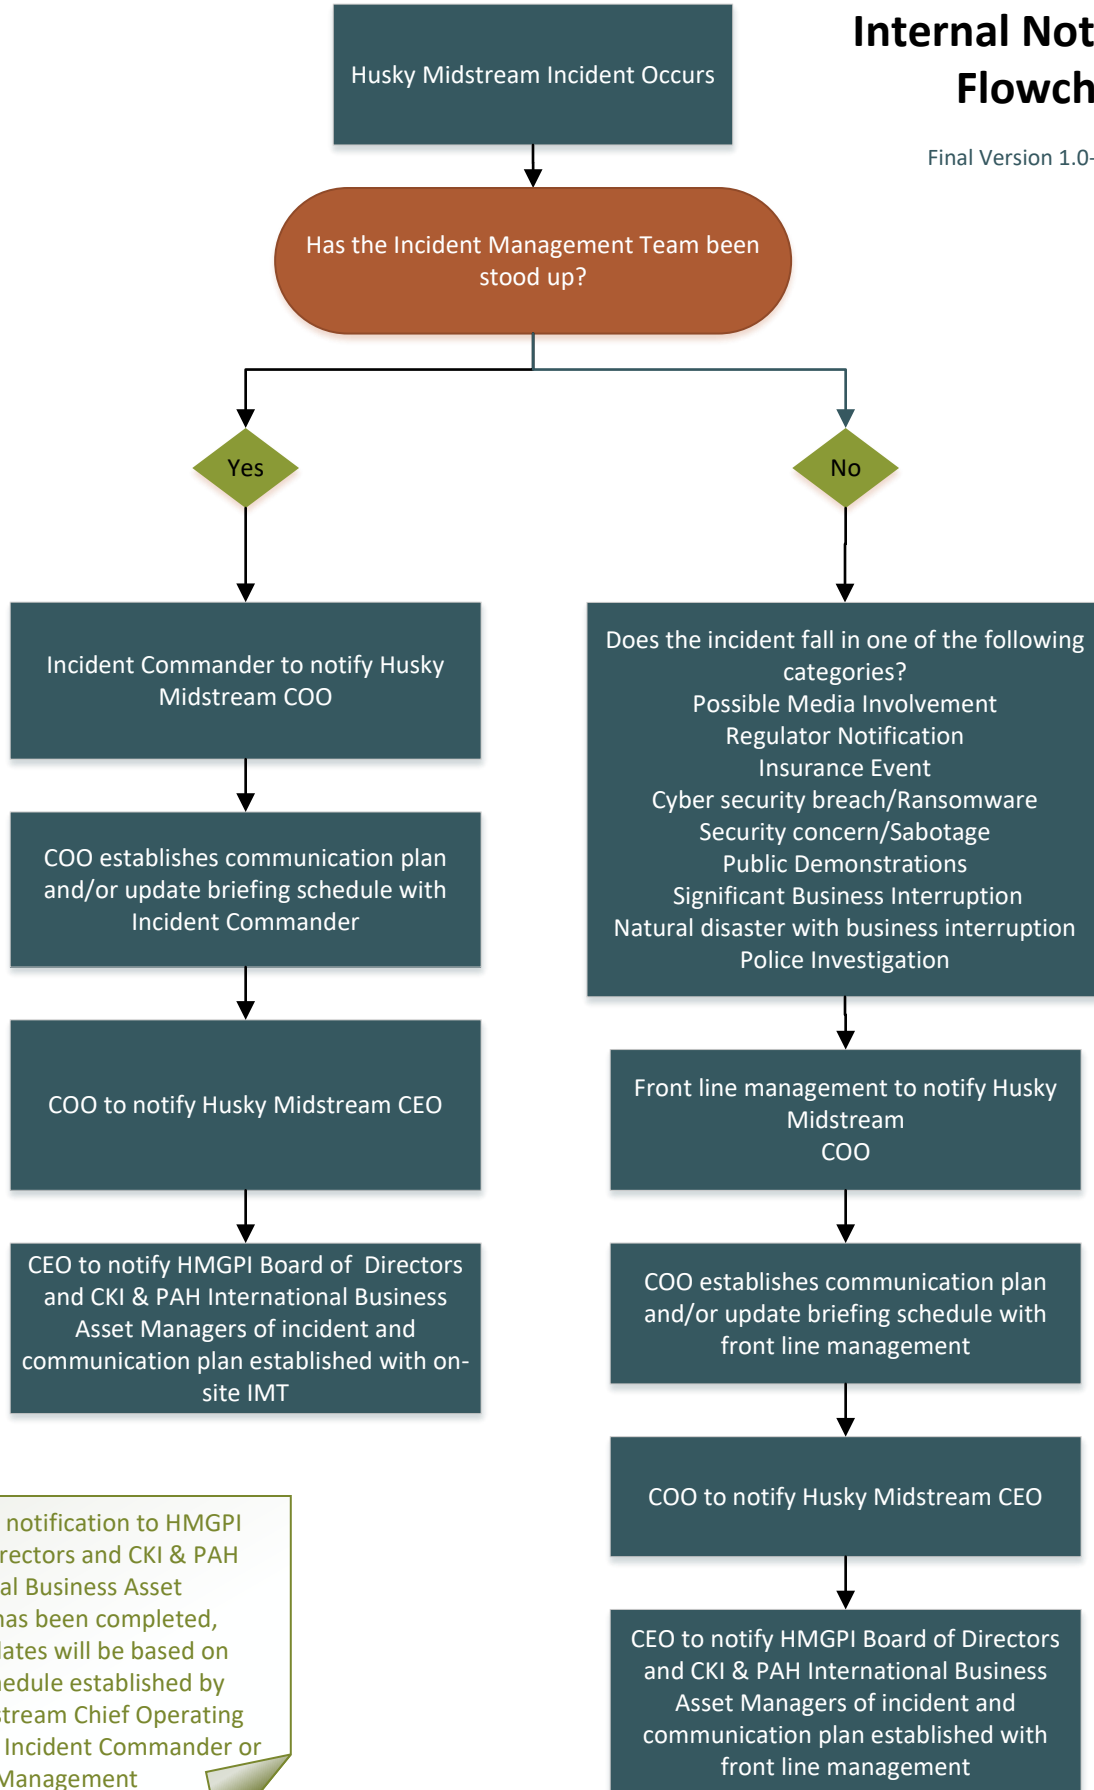 Internal Not
Flowch
Final Version 1.0-
Husky Midstream Incident Occurs
Has the Incident Management Team been
stood up?
Yes
No
Incident Commander to notify Husky
Midstream COO
COO establishes communication plan
and/or update briefing schedule with
Incident Commander
COO to notify Husky Midstream CEO
CEO to notify HMGPI Board of Directors
and CKI & PAH International Business
Asset Managers of incident and
communication plan established with on-
site IMT
Does the incident fall in one of the following
categories?
Possible Media Involvement
Regulator Notification
Insurance Event
Cyber security breach/Ransomware
Security concern/Sabotage
Public Demonstrations
Significant Business Interruption
Natural disaster with business interruption
Police Investigation
Front line management to notify Husky
Midstream
COO
COO establishes communication plan
and/or update briefing schedule with
front line management
COO to notify Husky Midstream CEO
CEO to notify HMGPI Board of Directors
and CKI & PAH International Business
Asset Managers of incident and
communication plan established with
front line management
notification to HMGPI
rectors and CKI & PAH
al Business Asset
has been completed,
lates will be based on
hedule established by
stream Chief Operating
Incident Commander or
Management